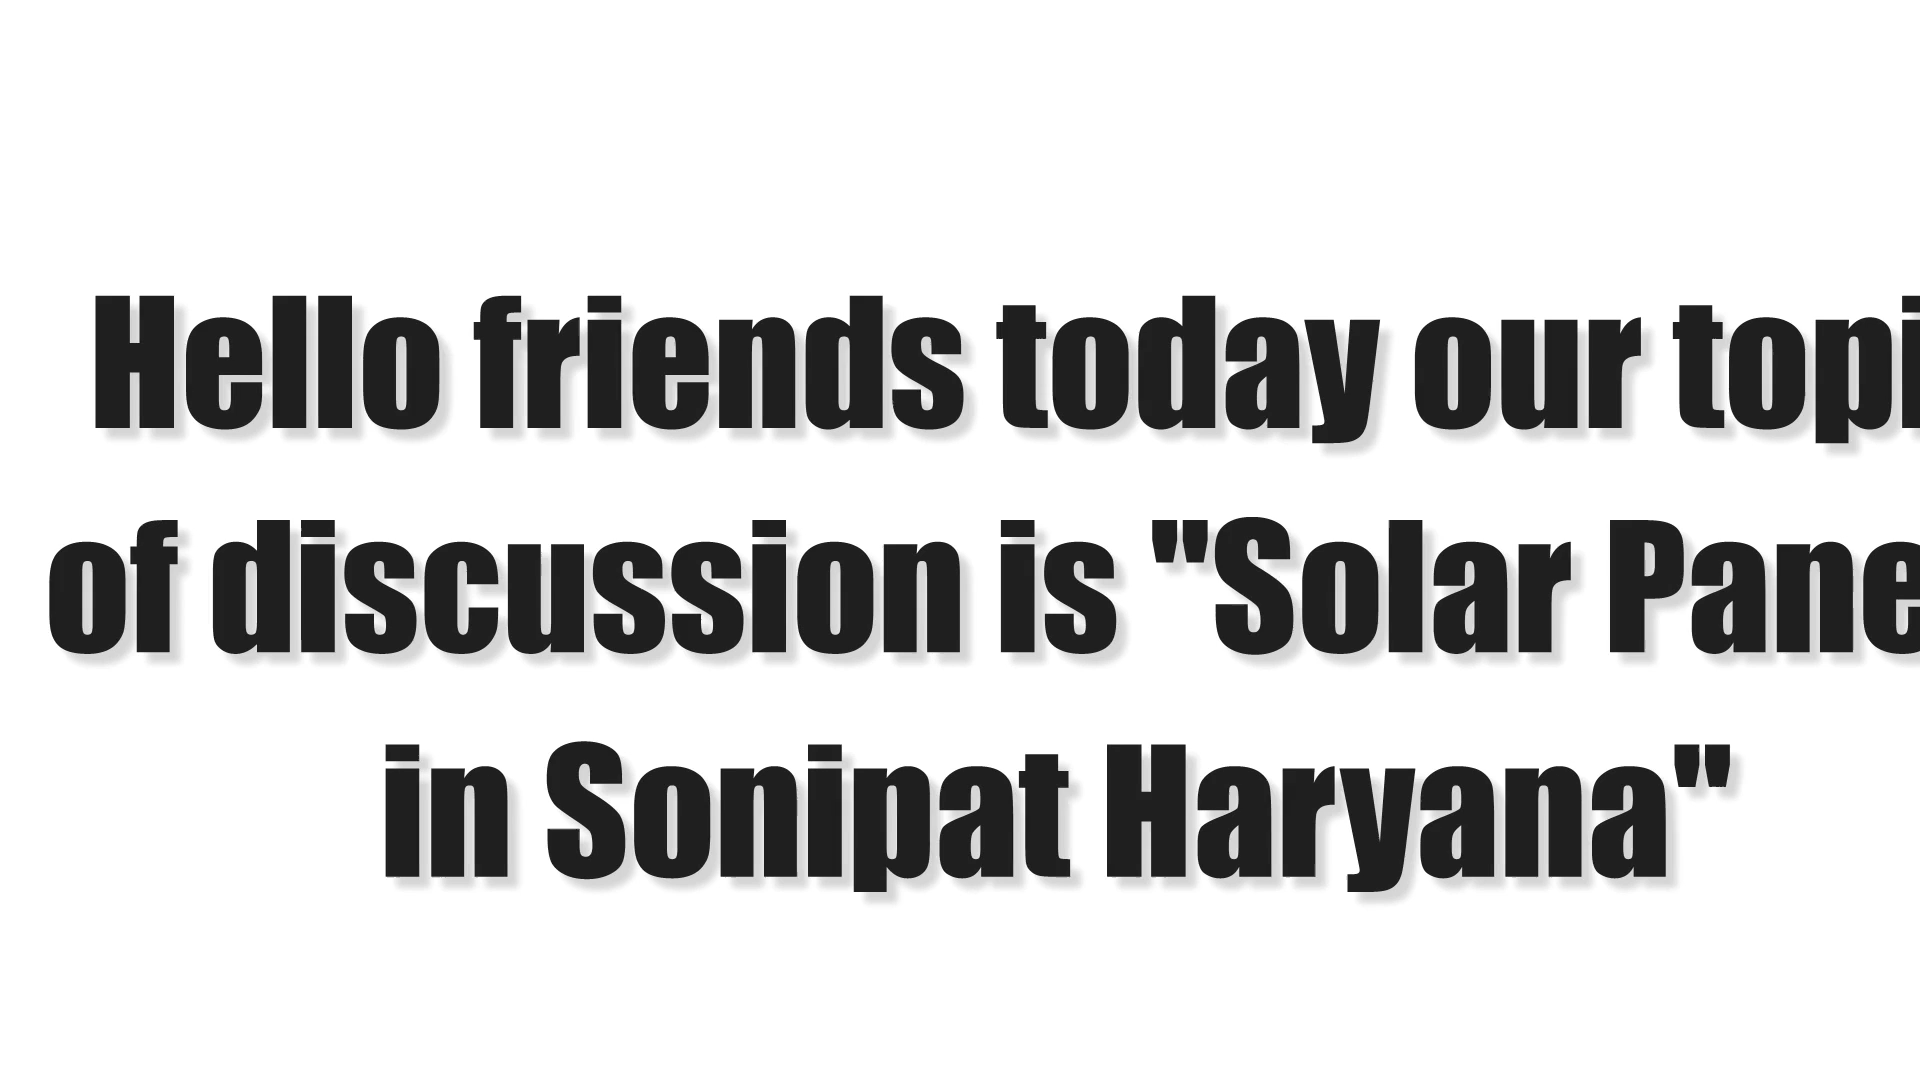 Hello friends today our topi
of discussion is "Solar Pane
in Sonipat Haryana"